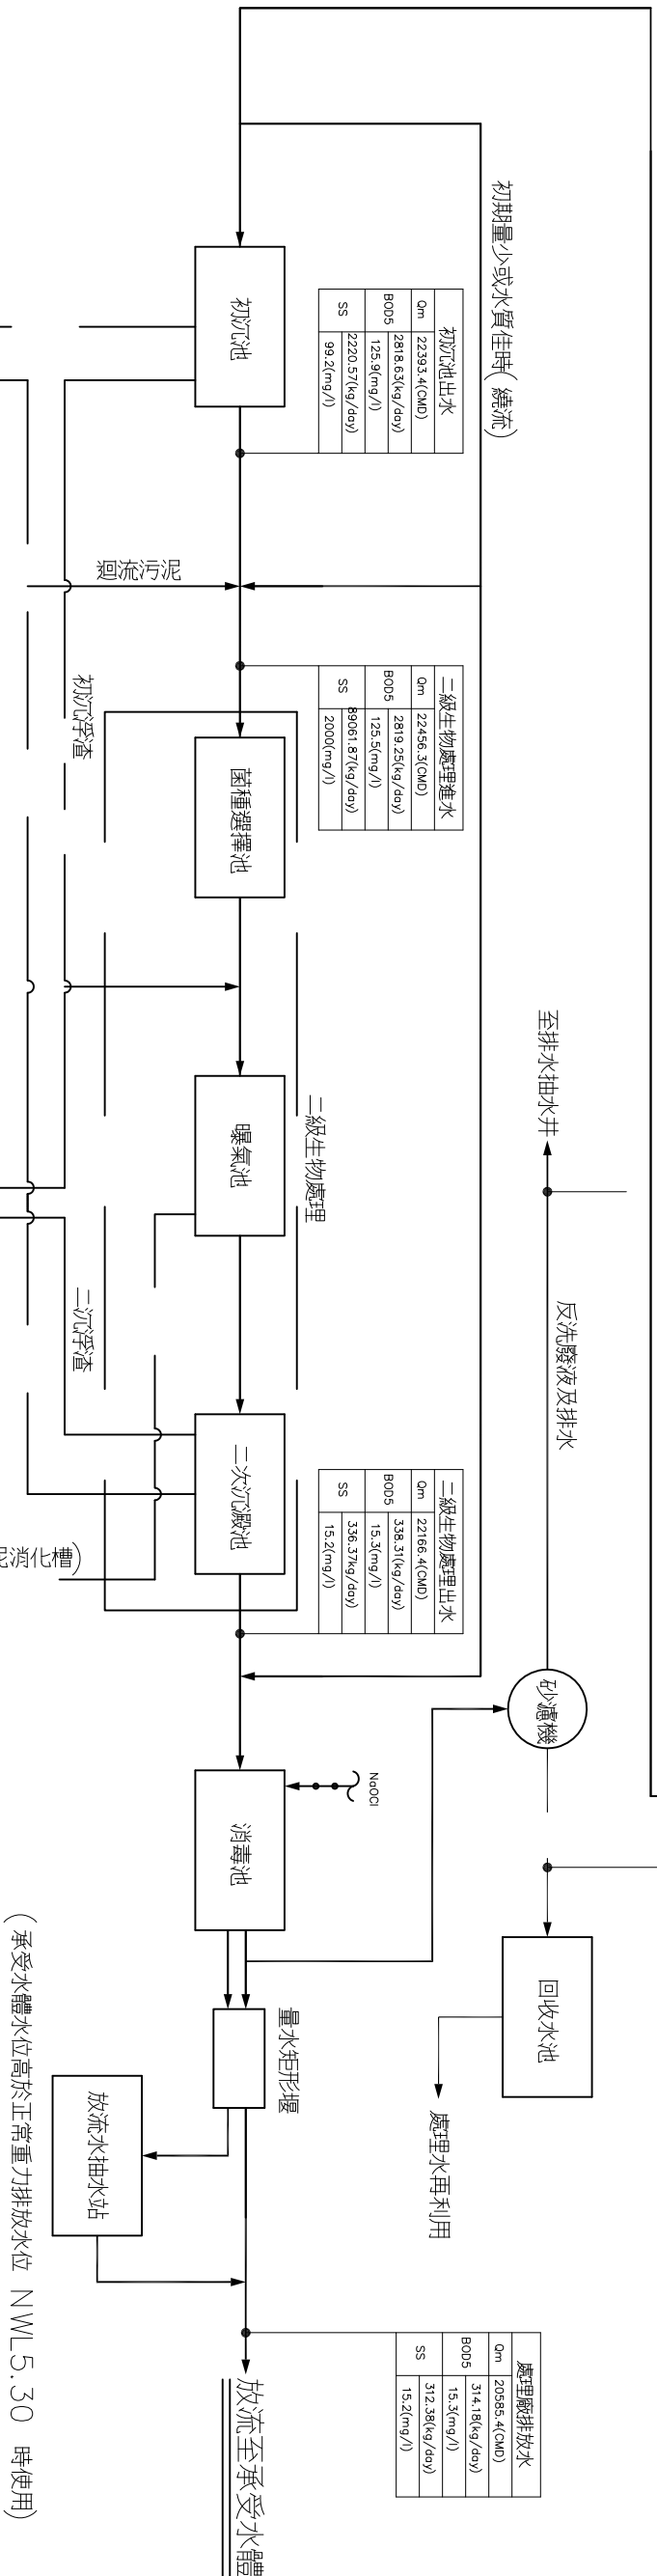 初期量少或水質佳時(繞流)
初沉池
初沉池出水
Qm 22393.4(CMD)
BOD5 2818.63(kg/day)
125.9(mg/l)
SS 2220.57(kg/day)
99.2(mg/l)
迴流污泥
初沉浮渣
二級生物處理進水
Qm 22456.3(CMD)
BOD5 2819.25(kg/day)
125.5(mg/l)
SS 89061.87(kg/day)
2000(mg/l)
菌種選擇池
至排水抽水井
曝氣池
二級生物處理
二沉浮渣
反洗廢液及排水
二次沉澱池
二級生物處理出水
Qm 22166.4(CMD)
BOD5 338.31(kg/day)
15.3(mg/l)
SS 336.37(kg/day)
15.2(mg/l)
泥消化槽)
砂濾機
NaOCl
消毒池
回收水池
量水矩形堰
處理水再利用
放流水抽水站
(承受水體水位高於正常重力排放水位 NWL5.30 時使用)
處理廠排放水
Qm 20585.4(CMD)
BOD5 314.18(kg/day)
15.3(mg/l)
SS 312.38(kg/day)
15.2(mg/l)
放流至承受水體